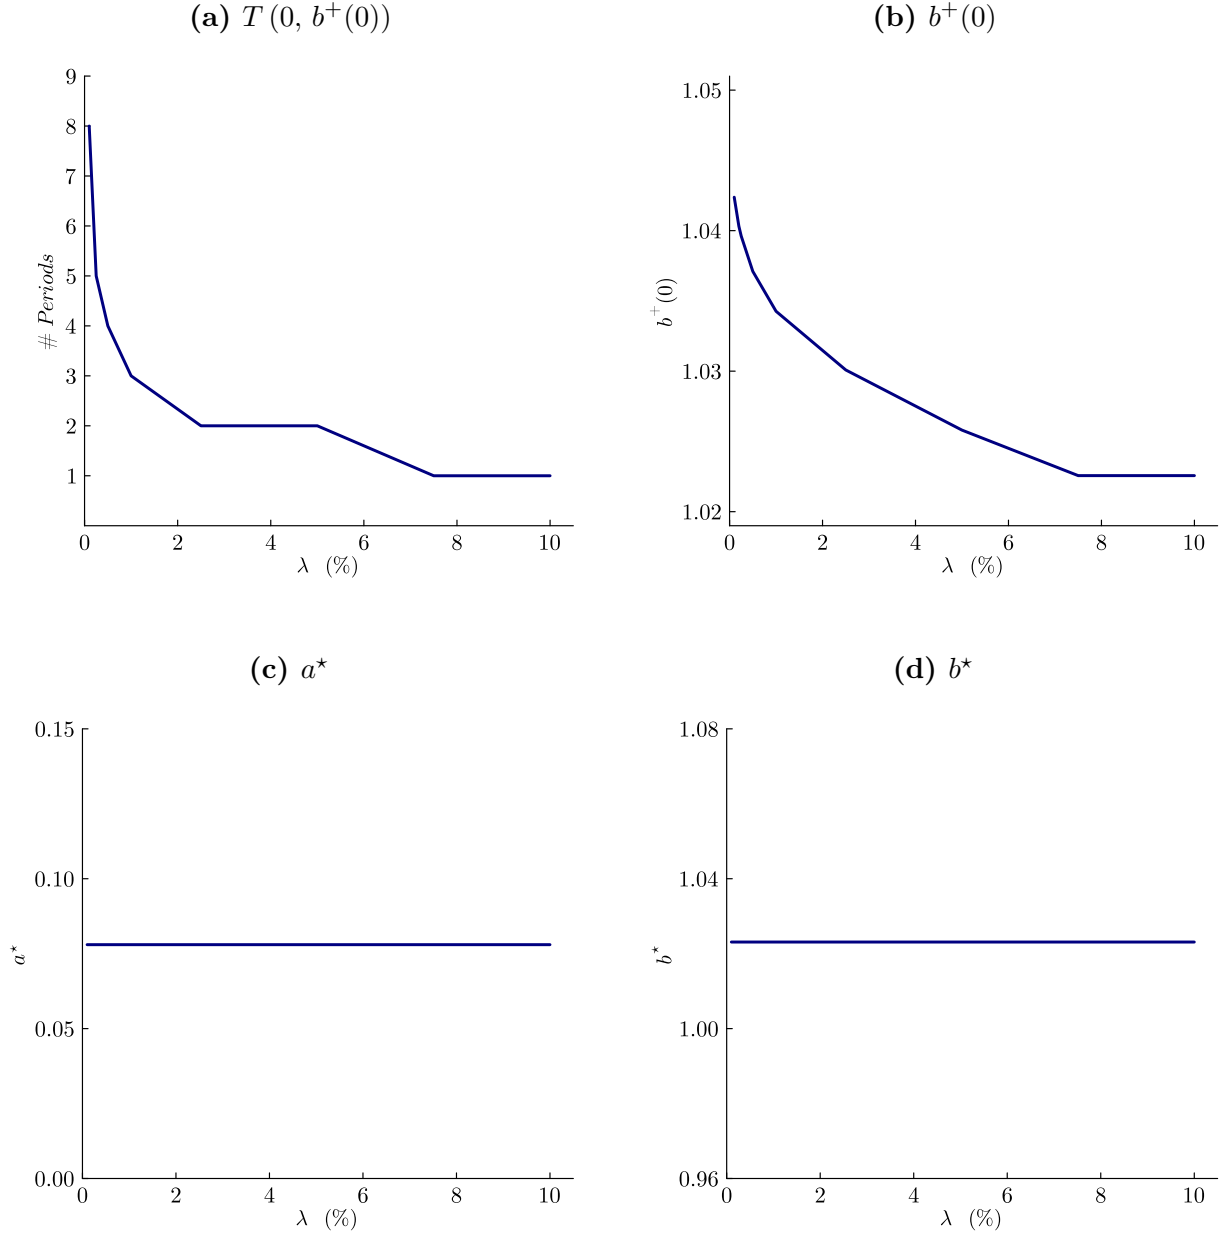 (a) T (0, b⁺(0))
9
8
7
6
5
4
3
2
1
# Periods
0 2 4 6 8 10
λ (%)
(b) b⁺(0)
1.05
1.04
1.03
1.02
b⁺(0)
0 2 4 6 8 10
λ (%)
(c) a⋆
0.15
0.10
0.05
0.00
a⋆
0 2 4 6 8 10
λ (%)
(d) b⋆
1.08
1.04
1.00
0.96
b⋆
0 2 4 6 8 10
λ (%)